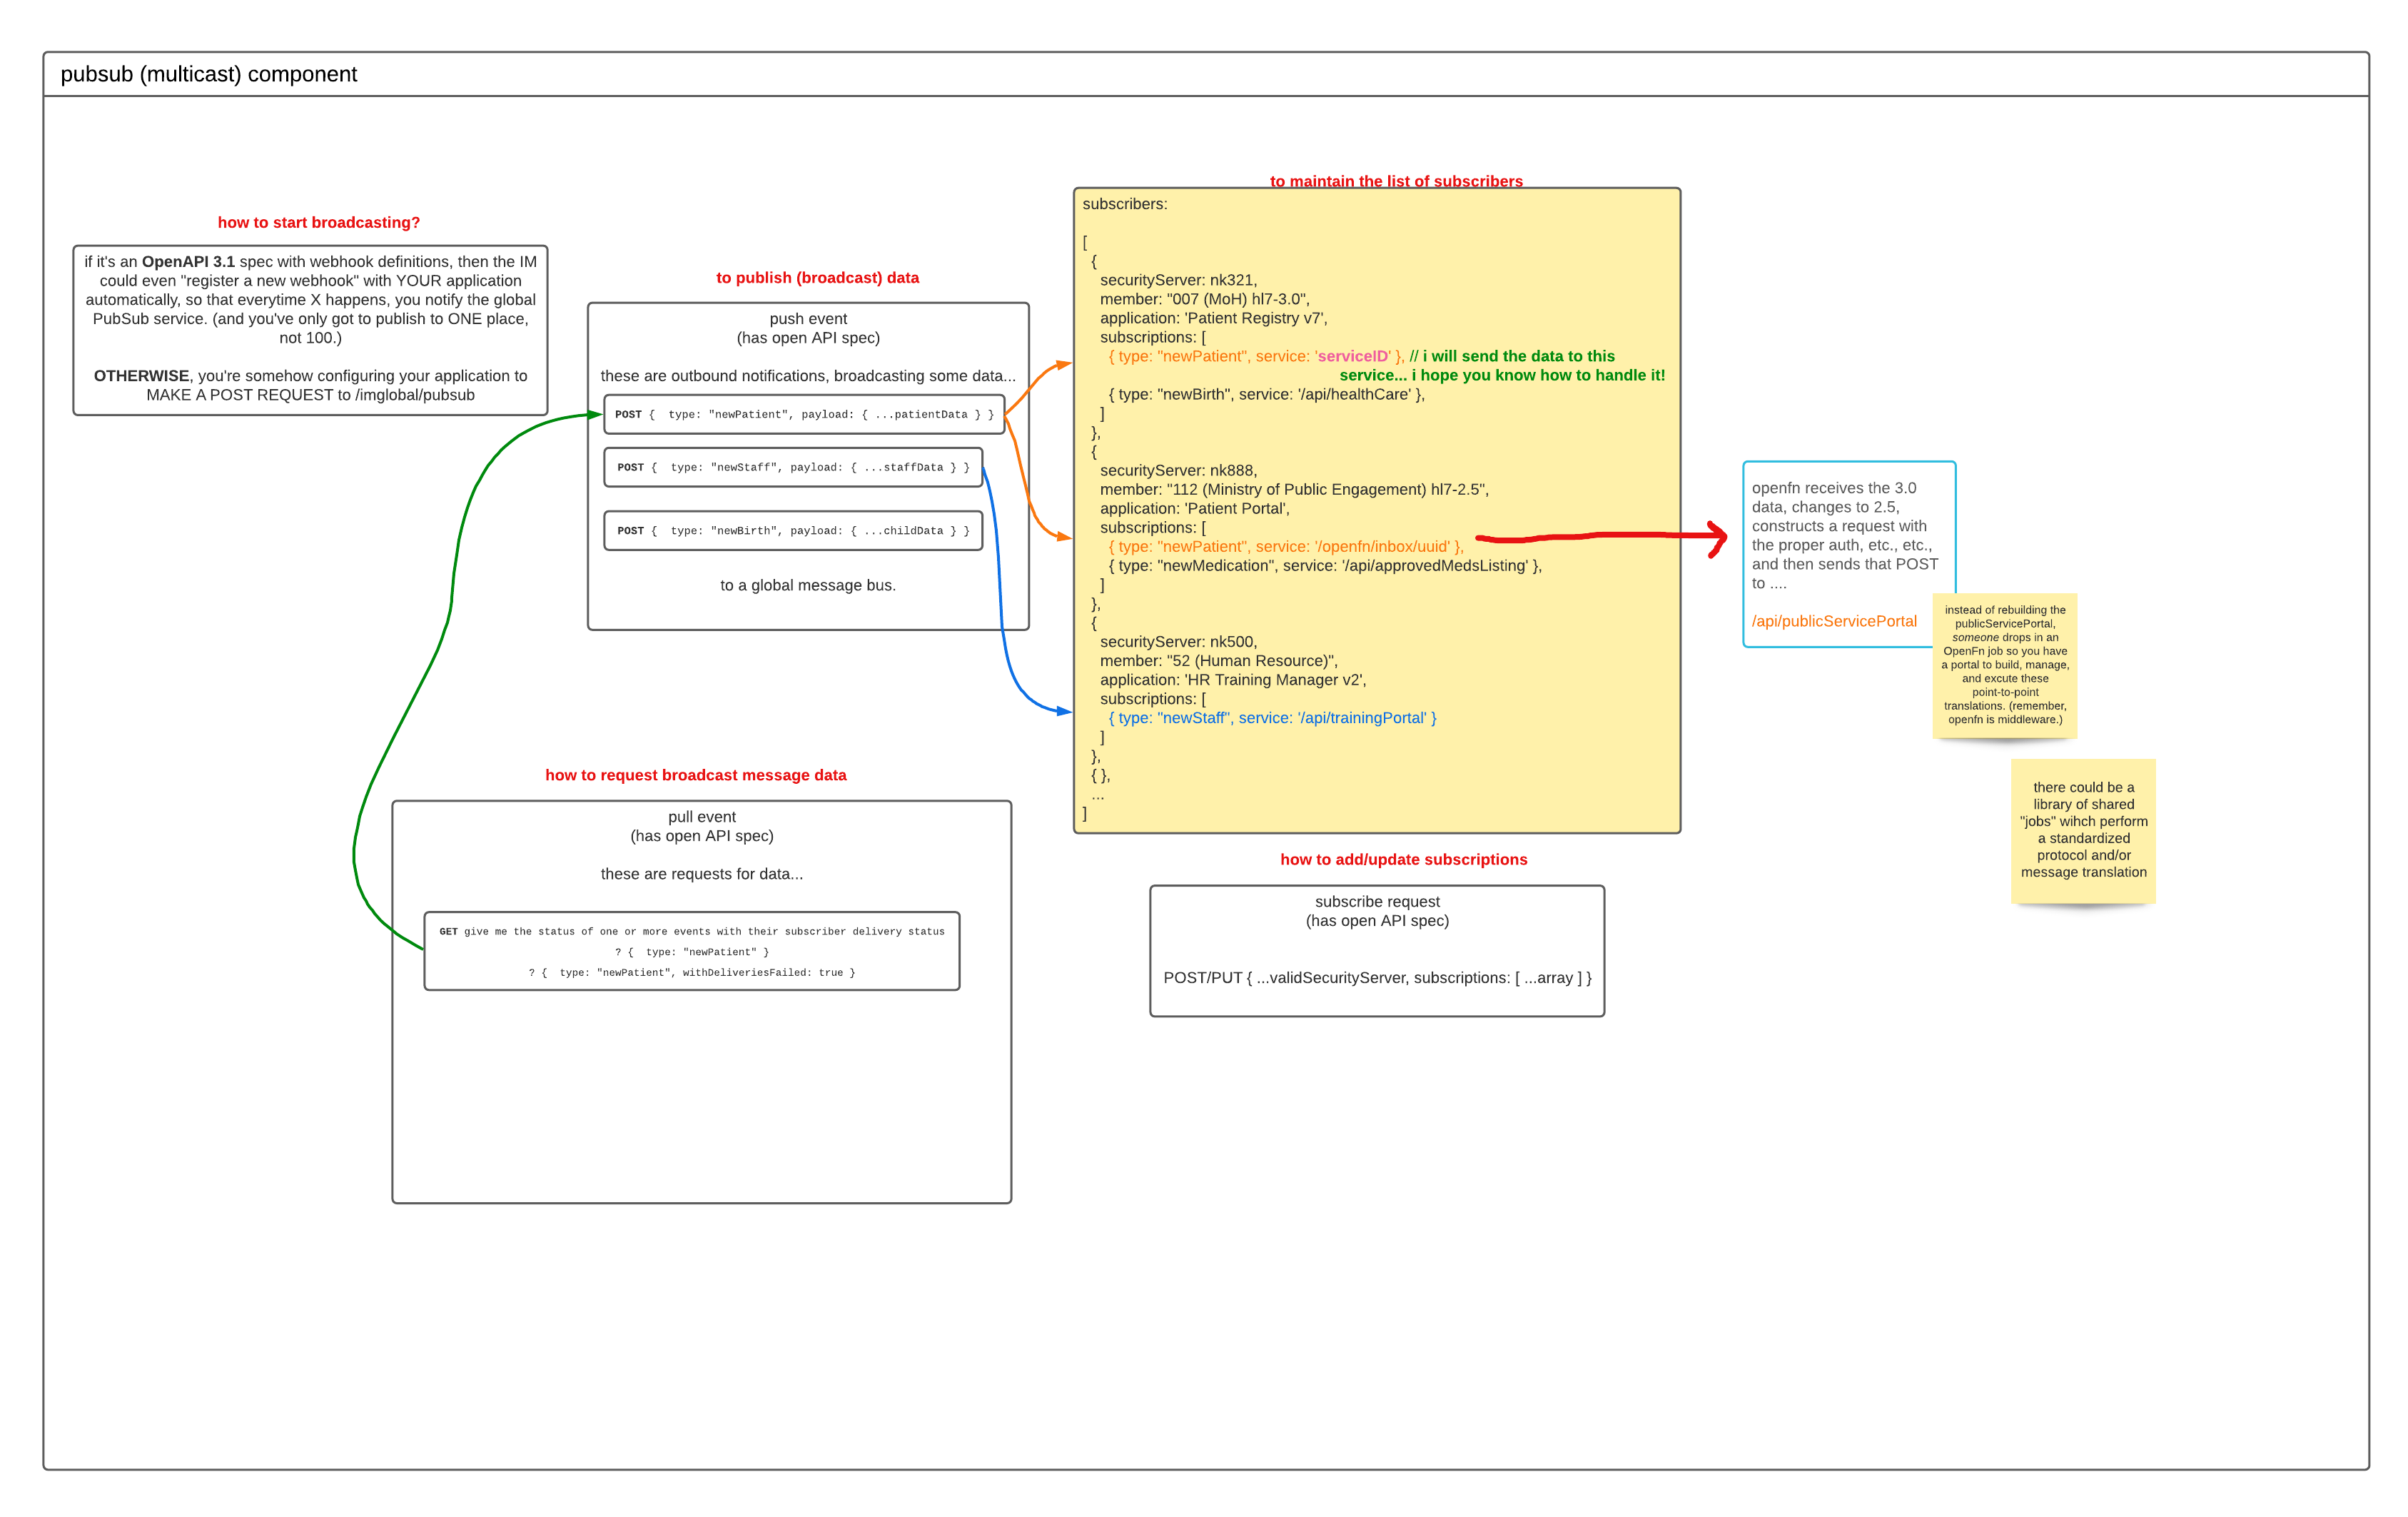 pubsub (multicast) component
how to start broadcasting?
if it's an OpenAPI 3.1 spec with webhook definitions, then the IM
could even "register a new webhook" with YOUR application
automatically, so that everytime X happens, you notify the global
PubSub service. (and you've only got to publish to ONE place,
not 100.)
OTHERWISE, you're somehow configuring your application to
MAKE A POST REQUEST to /imglobal/pubsub
to publish (broadcast) data
push event
(has open API spec)
these are outbound notifications, broadcasting some data...
POST {  type: "newPatient", payload: { ...patientData } }
POST {  type: "newStaff", payload: { ...staffData } }
POST {  type: "newBirth", payload: { ...childData } }
to a global message bus.
to maintain the list of subscribers
subscribers:
[
{
securityServer: nk321,
member: "007 (MoH) hl7-3.0",
application: 'Patient Registry v7',
subscriptions: [
{ type: "newPatient", service: 'serviceID' }, // i will send the data to this
service... i hope you know how to handle it!
{ type: "newBirth", service: '/api/healthCare' },
]
},
{
securityServer: nk888,
member: "112 (Ministry of Public Engagement) hl7-2.5",
application: 'Patient Portal',
subscriptions: [
{ type: "newPatient", service: '/openfn/inbox/uuid' },
{ type: "newMedication", service: '/api/approvedMedsListing' },
]
},
{
securityServer: nk500,
member: "52 (Human Resource)",
application: 'HR Training Manager v2',
subscriptions: [
{ type: "newStaff", service: '/api/trainingPortal' }
]
},
{ },
...
]
openfn receives the 3.0
data, changes to 2.5,
constructs a request with
the proper auth, etc., etc.,
and then sends that POST
to ....
/api/publicServicePortal
instead of rebuilding the
publicServicePortal,
someone drops in an
OpenFn job so you have
a portal to build, manage,
and excute these
point-to-point
translations. (remember,
openfn is middleware.)
there could be a
library of shared
"jobs" wihch perform
a standardized
protocol and/or
message translation
how to request broadcast message data
pull event
(has open API spec)
these are requests for data...
GET give me the status of one or more events with their subscriber delivery status
? {  type: "newPatient" }
? {  type: "newPatient", withDeliveriesFailed: true }
how to add/update subscriptions
subscribe request
(has open API spec)
POST/PUT { ...validSecurityServer, subscriptions: [ ...array ] }